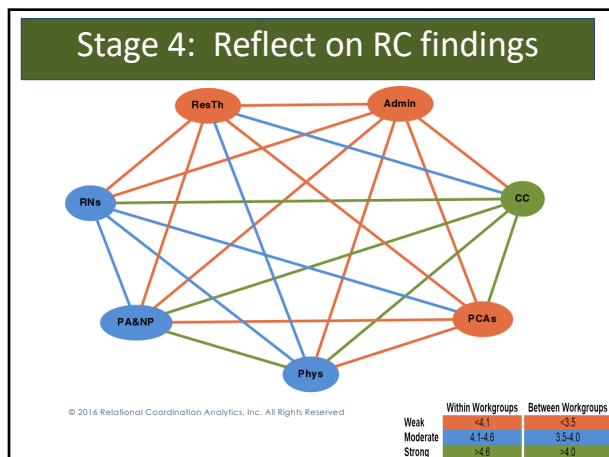 Stage 4: Reflect on RC findings
ResTh
Admin
RNs
CC
PA&NP
PCAs
Phys
© 2016 Relational Coordination Analytics, Inc. All Rights Reserved
Within Workgroups Between Workgroups
Weak <4.1 <3.5
Moderate 4.1-4.6 3.5-4.0
Strong >4.6 >4.0